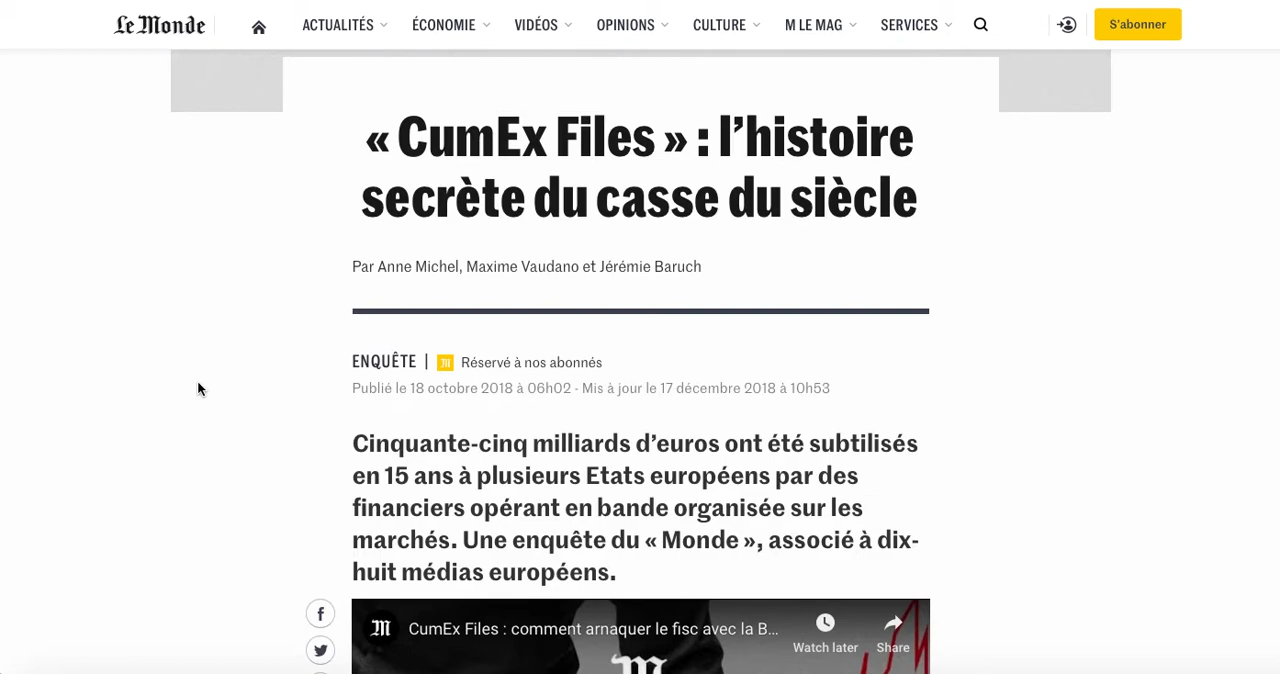 Le Monde
ACTUALITÉS ÉCONOMIE VIDÉOS OPINIONS CULTURE M LE MAG SERVICES
S'abonner
« CumEx Files » : l’histoire
secrète du casse du siècle
Par Anne Michel, Maxime Vaudano et Jérémie Baruch
ENQUÊTE | M Réservé à nos abonnés
Publié le 18 octobre 2018 à 06h02 - Mis à jour le 17 décembre 2018 à 10h53
Cinquante-cinq milliards d’euros ont été subtilisés
en 15 ans à plusieurs Etats européens par des
financiers opérant en bande organisée sur les
marchés. Une enquête du « Monde », associé à dix-
huit médias européens.
M CumEx Files : comment arnaquer le fisc avec la B...
Watch later Share